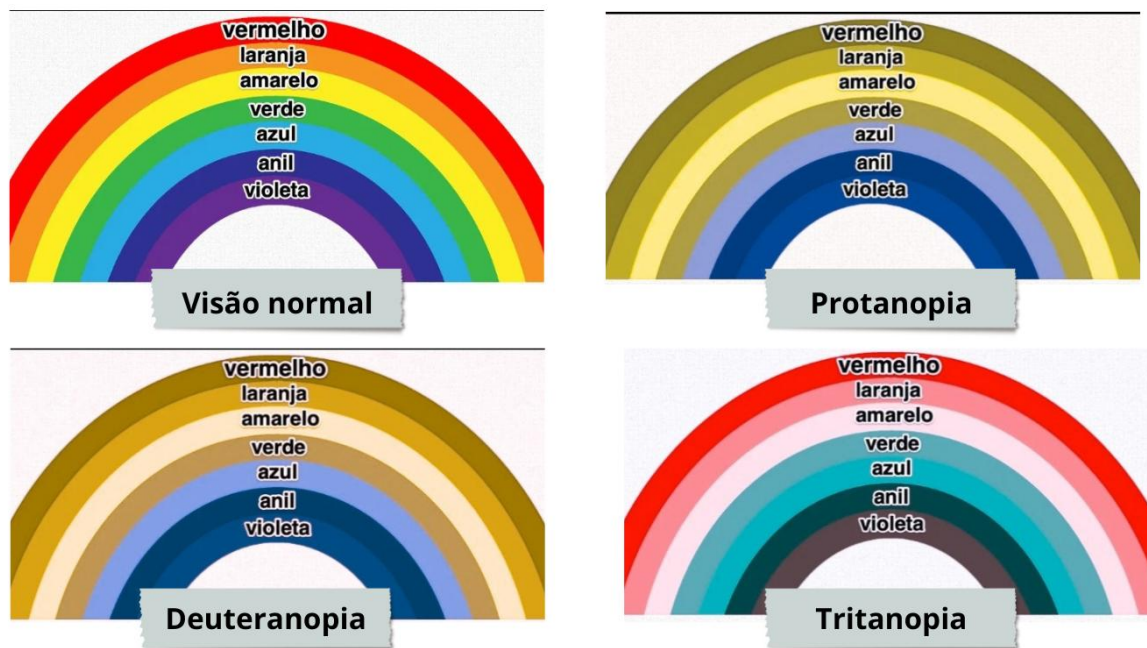 vermelho
laranja
amarelo
verde
azul
anil
violeta
Visão normal
vermelho
laranja
amarelo
verde
azul
anil
violeta
Protanopia
vermelho
laranja
amarelo
verde
azul
anil
violeta
Deuteranopia
vermelho
laranja
amarelo
verde
azul
anil
violeta
Tritanopia